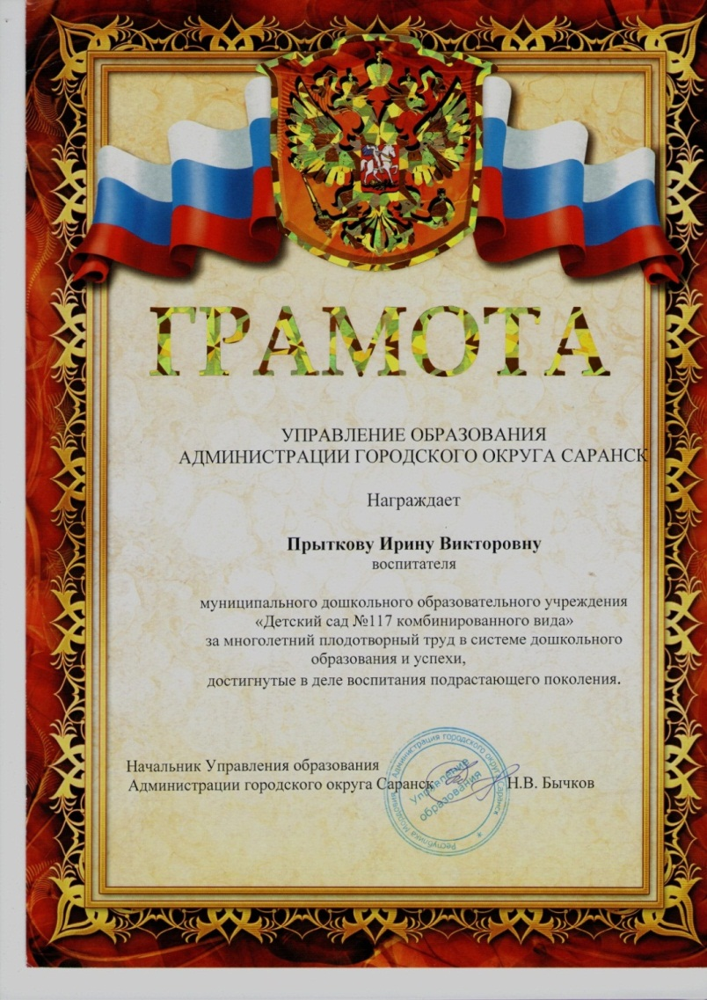 ГРАМОТА
УПРАВЛЕНИЕ ОБРАЗОВАНИЯ
АДМИНИСТРАЦИИ ГОРОДСКОГО ОКРУГА САРАНСК
Награждает
Прыткову Ирину Викторовну
воспитателя
муниципального дошкольного образовательного учреждения
«Детский сад №117 комбинированного вида»
за многолетний плодотворный труд в системе дошкольного
образования и успехи,
достигнутые в деле воспитания подрастающего поколения.
Начальник Управления образования
Администрации городского округа Саранск Н.В. Бычков
Администрация городского округа Саранск
Республика Мордовия
Управление
образования